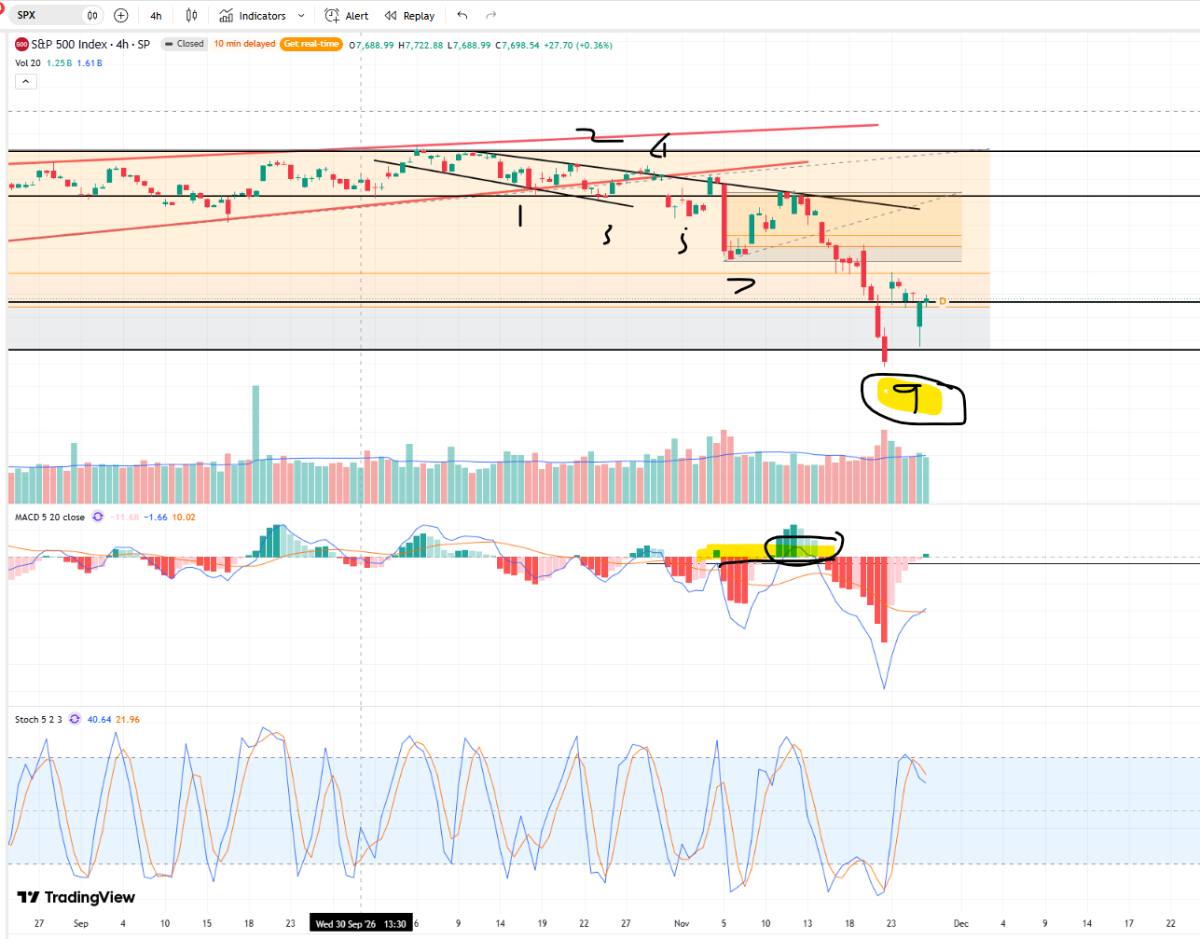 SPX
4h
Indicators
Alert
Replay
500 S&P 500 Index · 4h · SP
Closed
10 min delayed
Get real-time
O7,688.99 H7,722.88 L7,688.99 C7,698.54 +27.70 (+0.36%)
Vol 20 1.25B 1.61B
2
4
1
3
D
9
MACD 5 20 close -11.68 -1.66 10.02
Stoch 5 2 3 40.64 21.96
TradingView
27 Sep 4 10 15 18 23 Wed 30 Sep '26 13:30 6 9 14 19 22 27 Nov 5 10 13 18 23 Dec 4 9 14 17 22